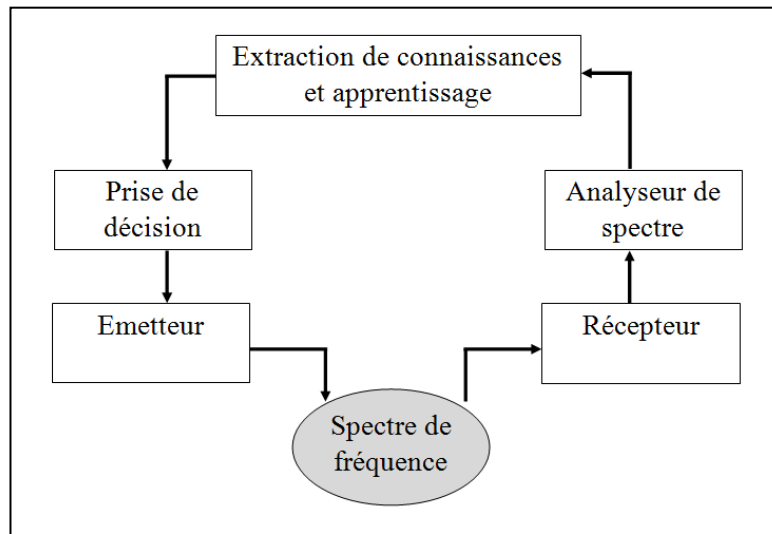 Extraction de connaissances
et apprentissage
Prise de
décision
Analyseur de
spectre
Emetteur
Récepteur
Spectre de
fréquence